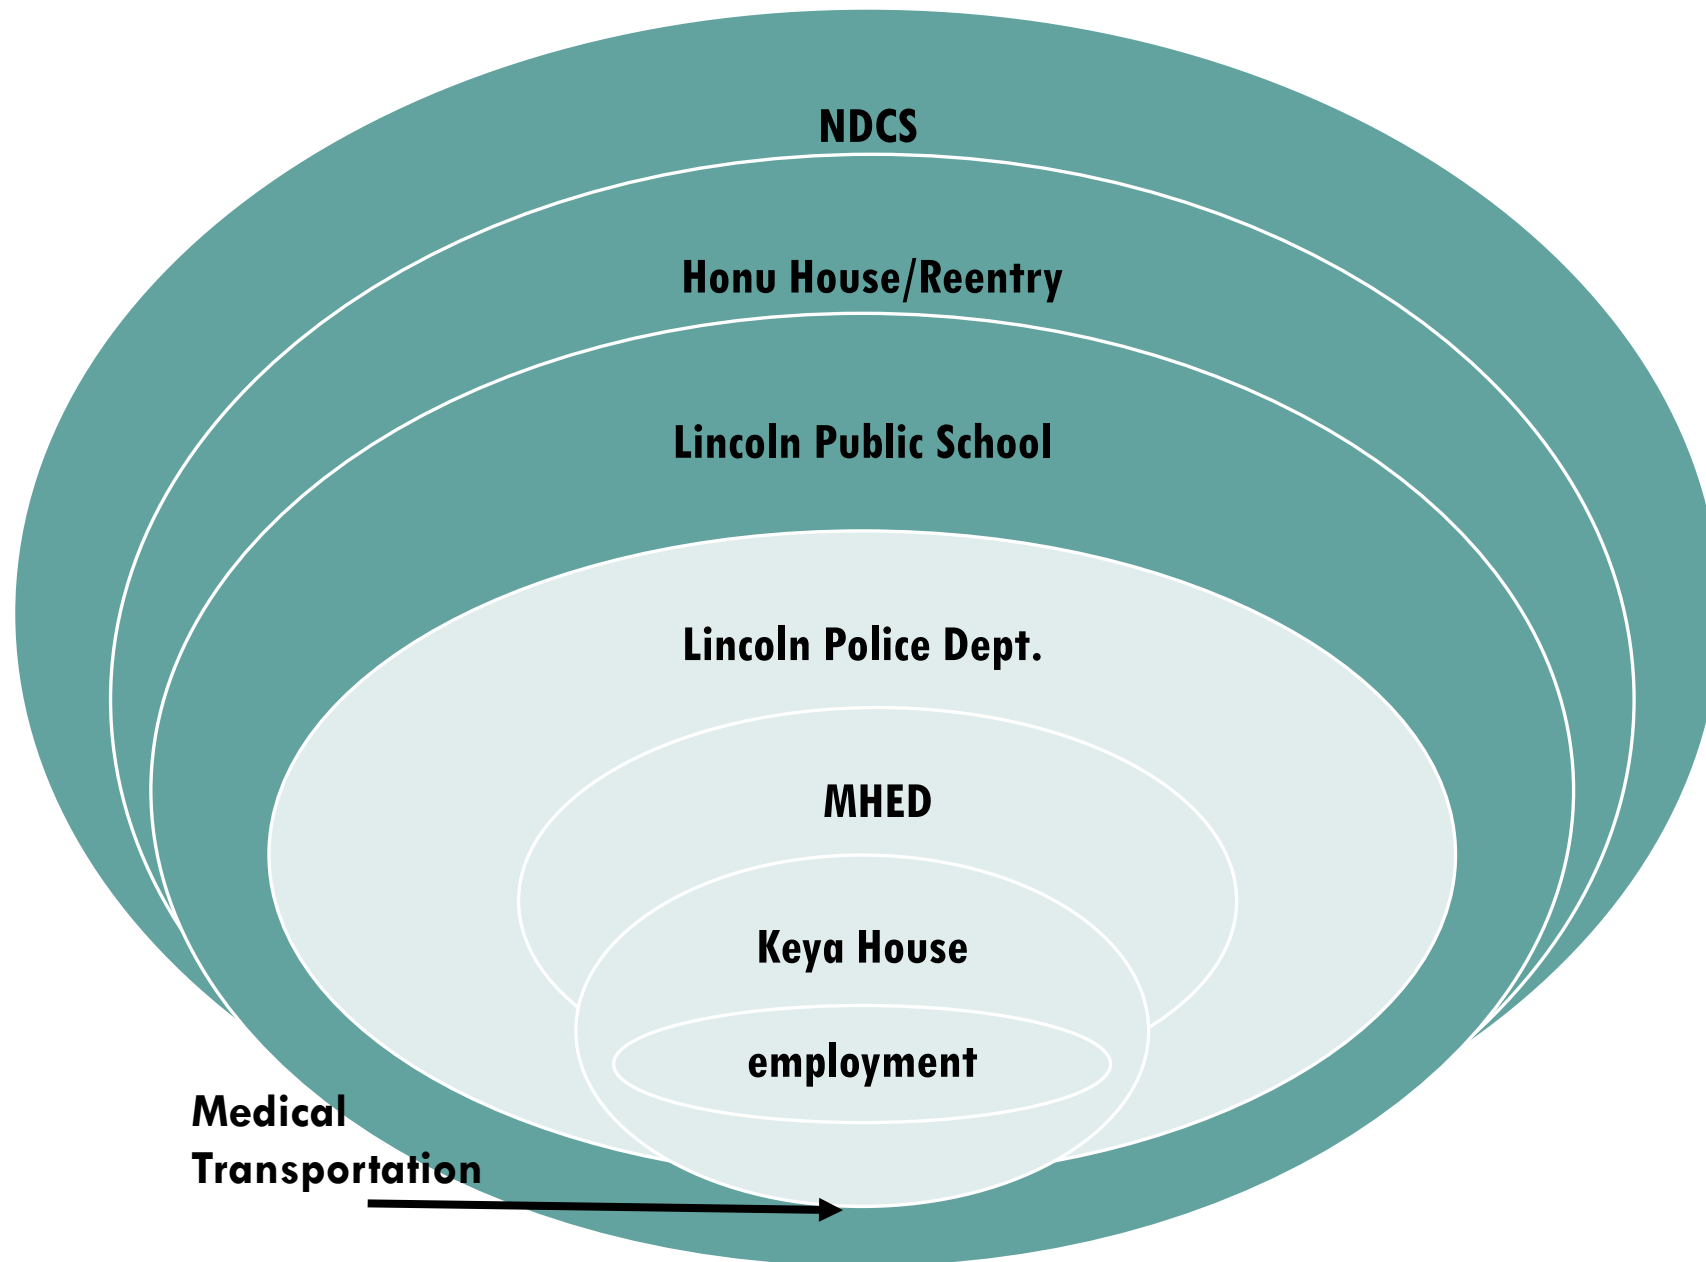 NDCS
Honu House/Reentry
Lincoln Public School
Lincoln Police Dept.
MHED
Keya House
employment
Medical
Transportation